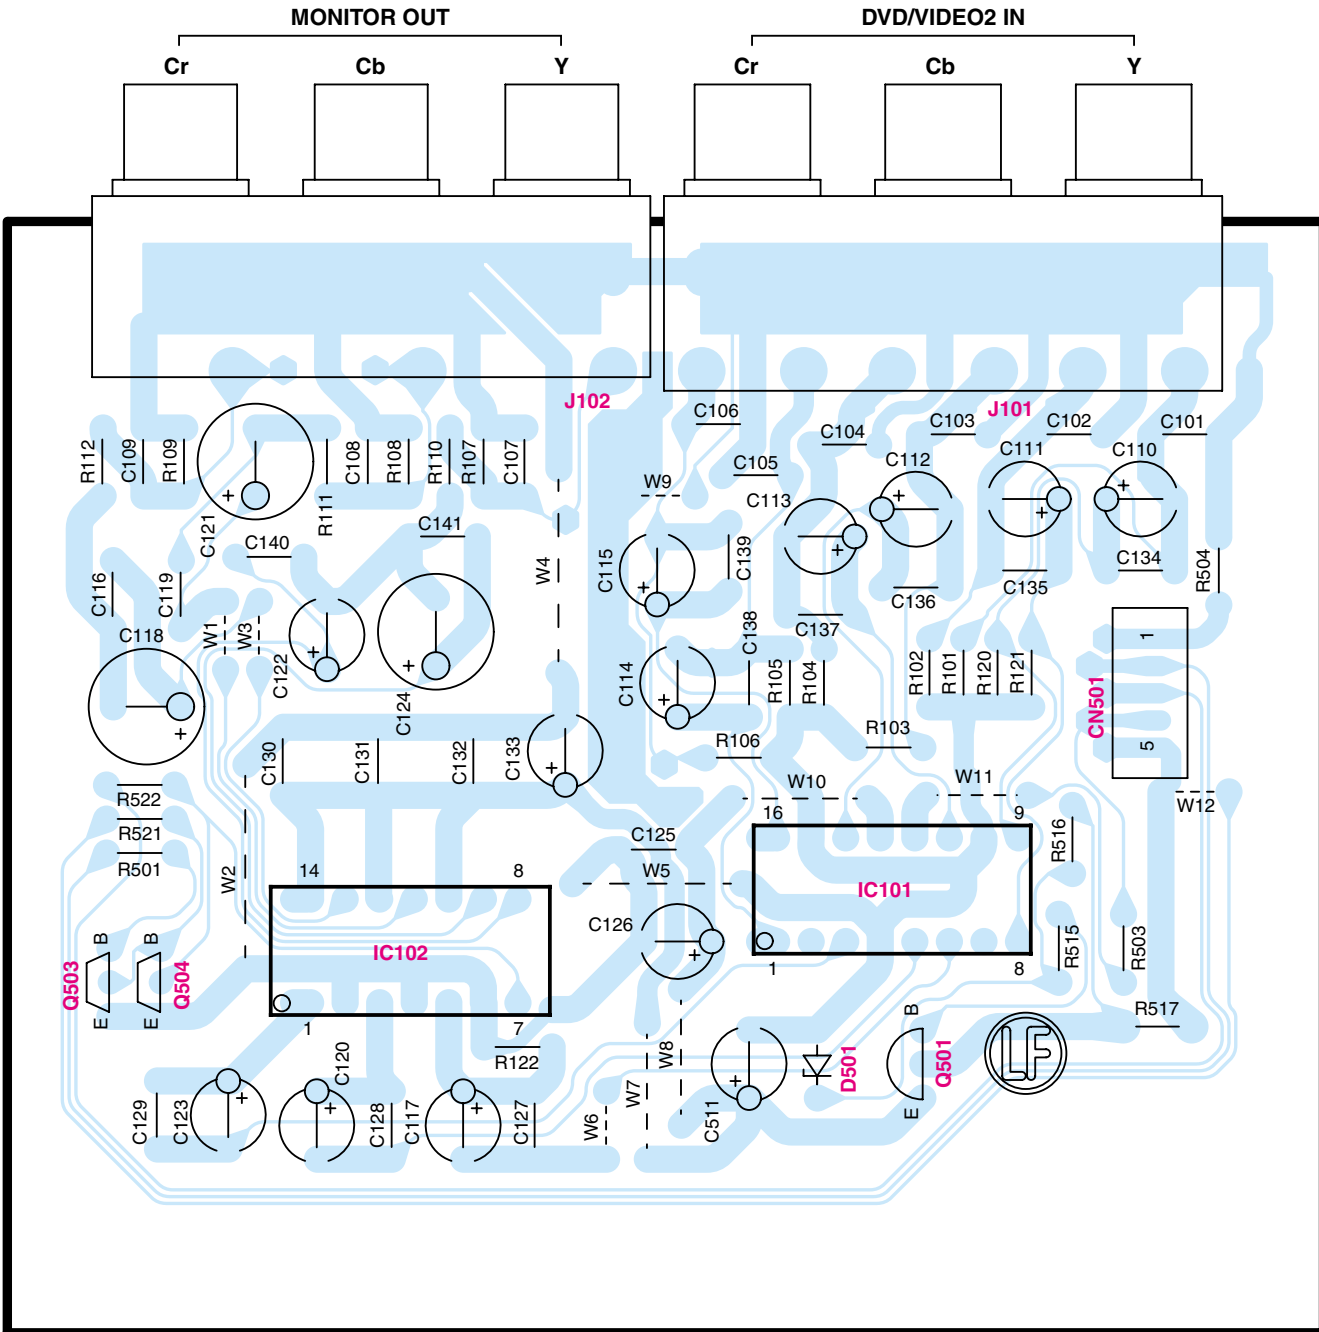 MONITOR OUT
DVD/VIDEO2 IN
Cr
Cb
Y
Cr
Cb
Y
J102
J101
C106
C104
C103
C102
C101
R112
C109
R109
C108
R108
R110
R107
C107
C105
C112
C111
C110
W9
C113
C121
+
R111
C141
C140
W4
C115
+
C139
+
+
+
+
C134
C135
C136
R504
C116
C119
C118
+
W1
W3
C122
+
C124
+
C138
C137
C114
+
R105
R104
R102
R101
R120
R121
1
CN501
5
C130
C131
C132
C133
+
R106
R103
W10
W11
W12
R522
R521
R501
W2
C125
W5
16
9
R516
14
8
IC101
C126
+
IC102
B
B
Q503
Q504
E
E
1
8
R515
R503
1
7
R122
R517
C120
W8
W7
W6
B
D501
Q501
E
LF
C129
C123
+
+
C128
C117
+
C127
C511
+